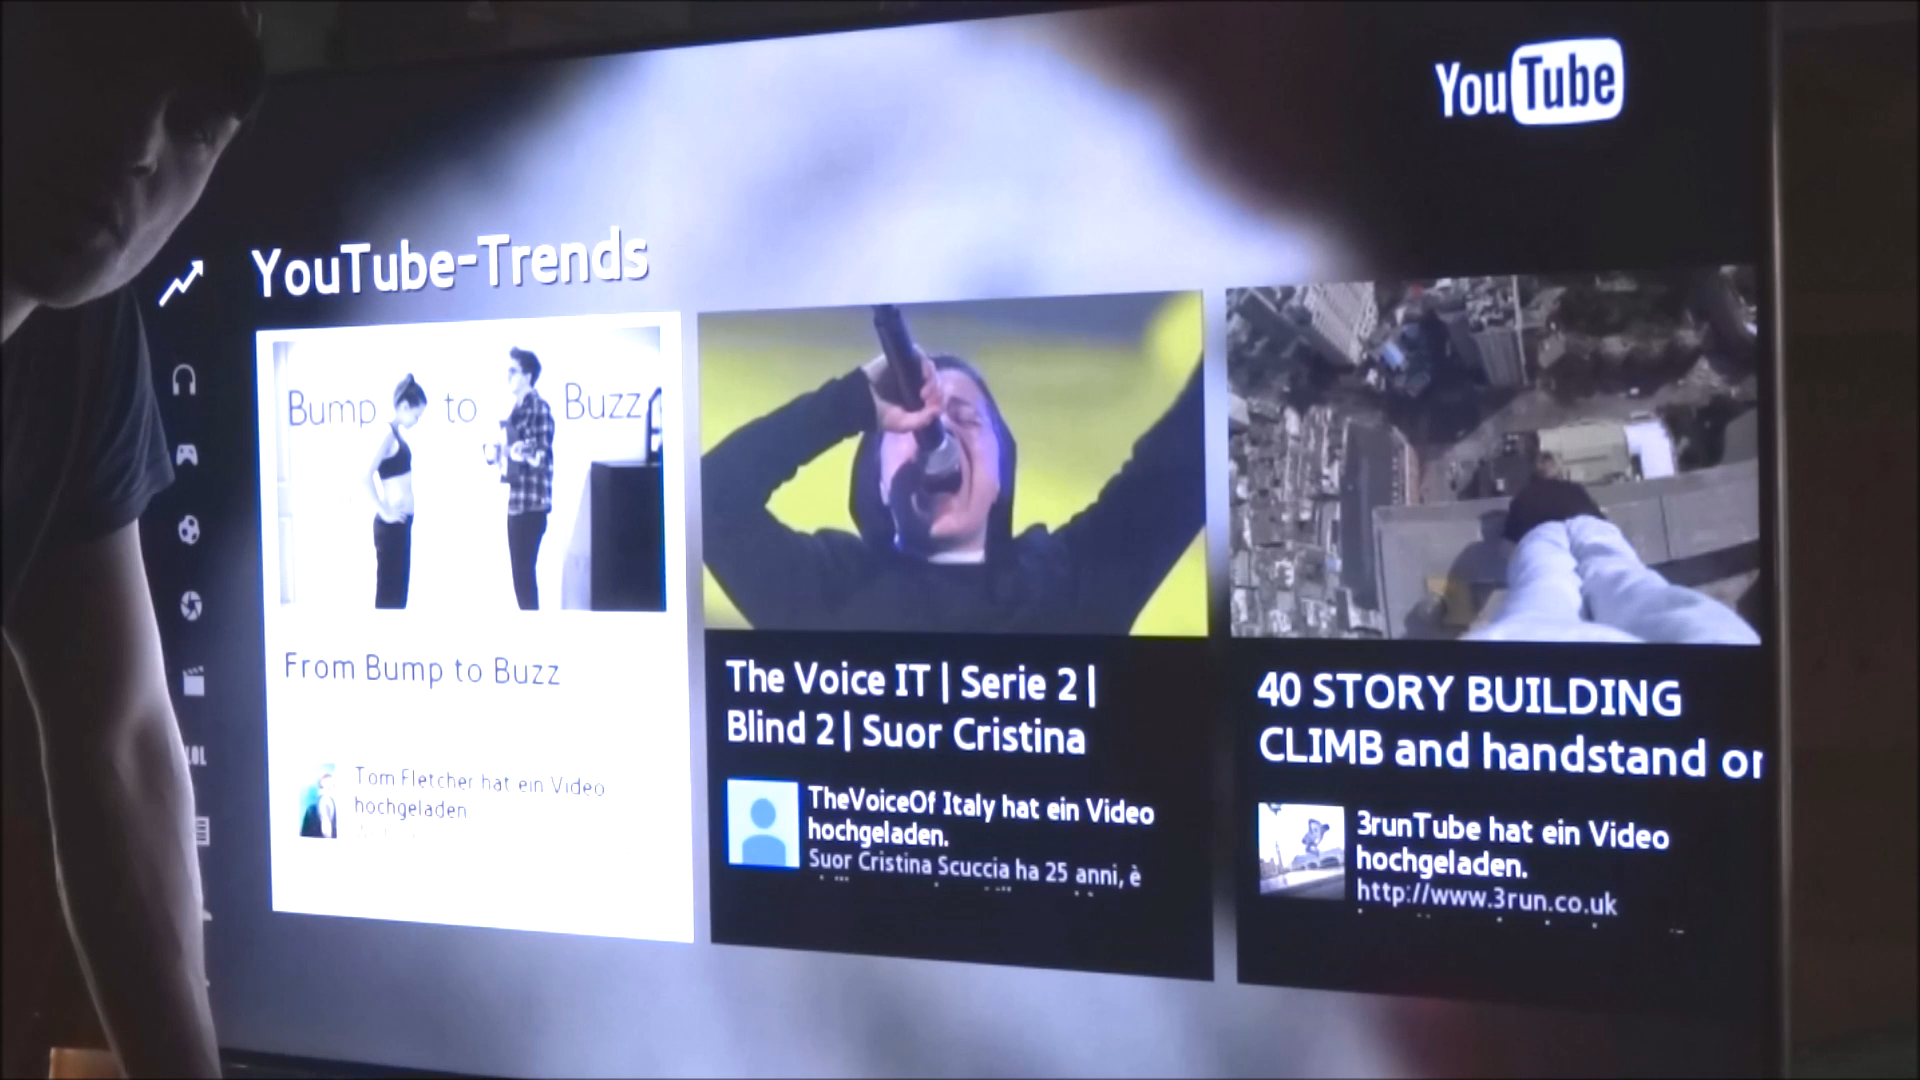 YouTube
YouTube-Trends
Bump to Buzz
From Bump to Buzz
Tom Fletcher hat ein Video
hochgeladen
The Voice IT | Serie 2 |
Blind 2 | Suor Cristina
TheVoiceOf Italy hat ein Video
hochgeladen.
Suor Cristina Scuccia ha 25 anni, è
40 STORY BUILDING
CLIMB and handstand or
3runTube hat ein Video
hochgeladen.
http://www.3run.co.uk
LOL